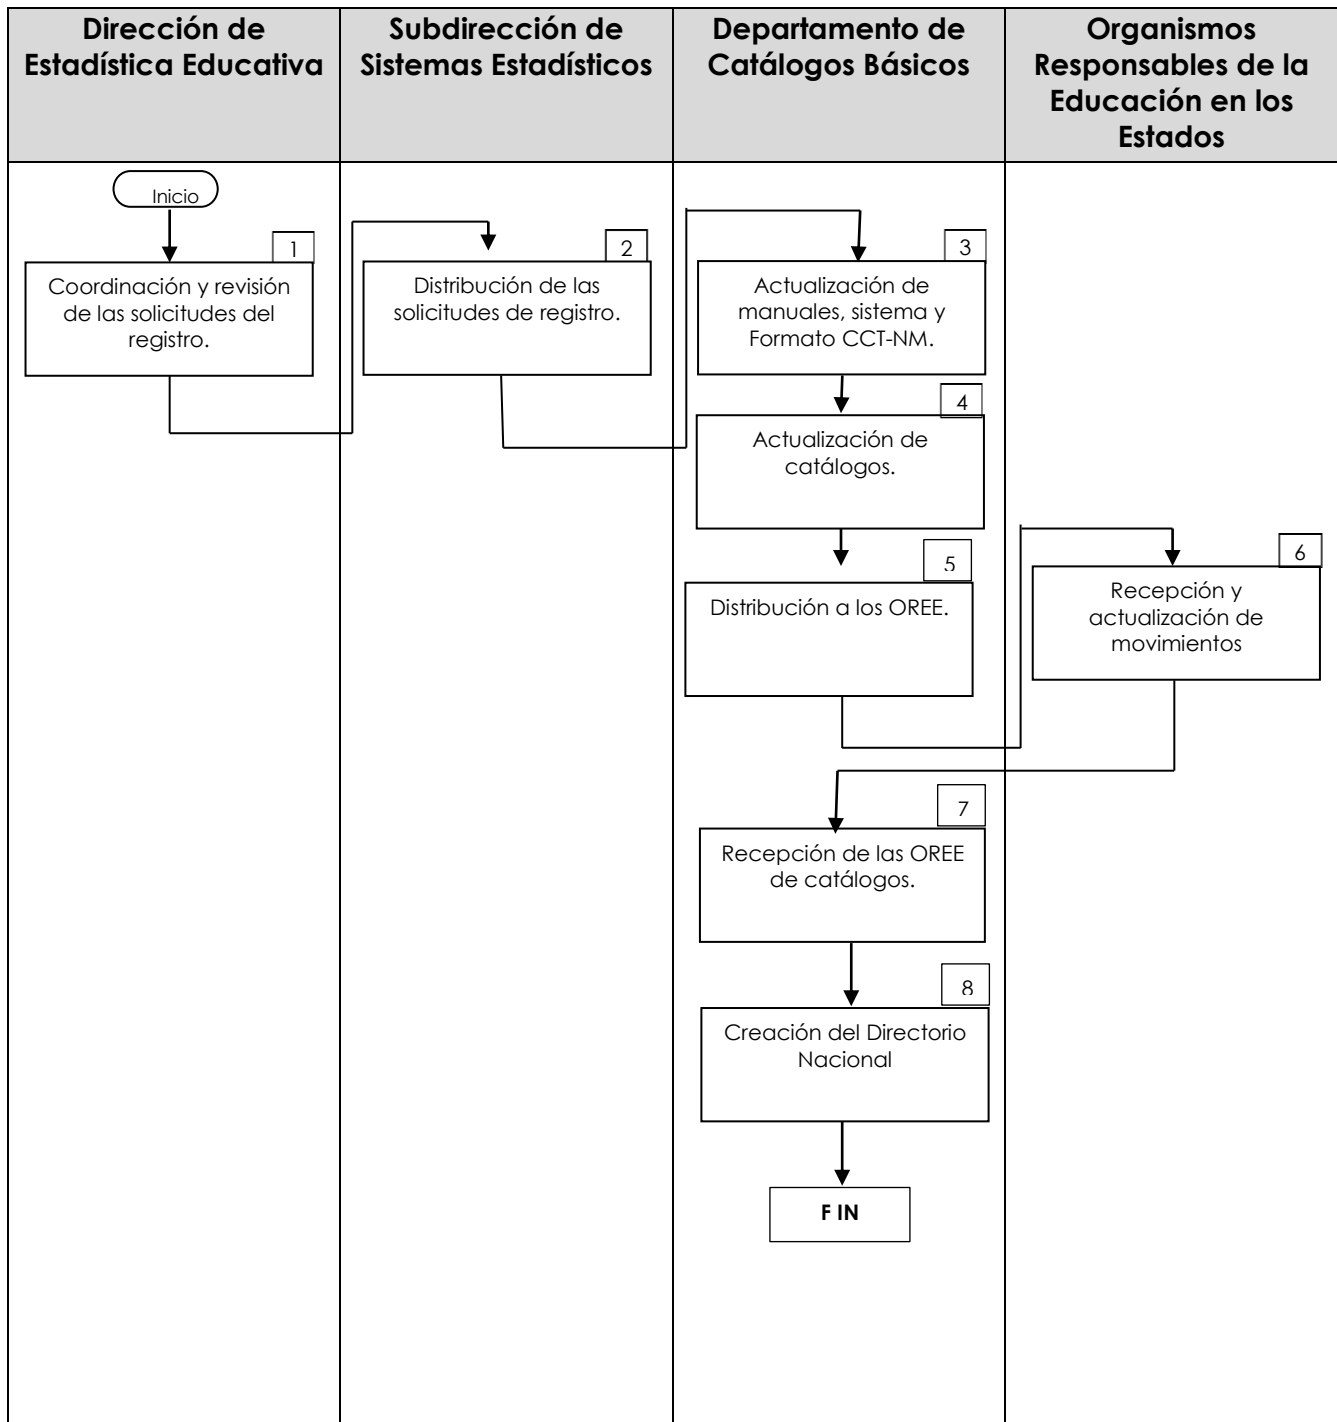 Dirección de
Estadística Educativa
Subdirección de
Sistemas Estadísticos
Departamento de
Catálogos Básicos
Organismos
Responsables de la
Educación en los
Estados
Inicio
1
Coordinación y revisión
de las solicitudes del
registro.
2
Distribución de las
solicitudes de registro.
3
Actualización de
manuales, sistema y
Formato CCT-NM.
4
Actualización de
catálogos.
5
Distribución a los OREE.
6
Recepción y
actualización de
movimientos
7
Recepción de las OREE
de catálogos.
8
Creación del Directorio
Nacional
F IN